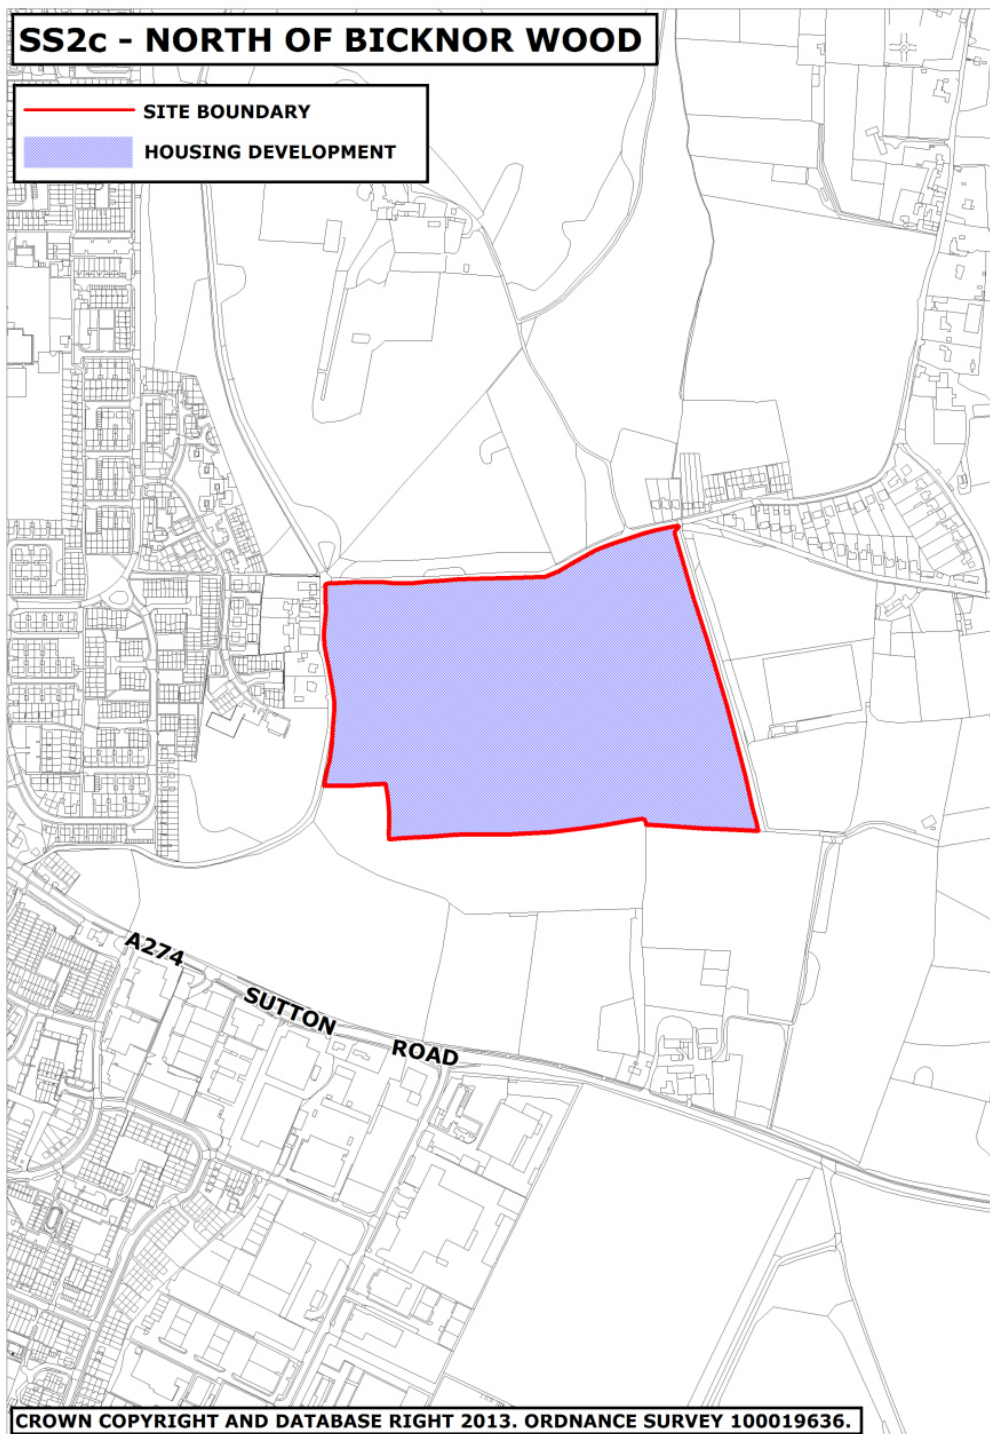 SS2c - NORTH OF BICKNOR WOOD
SITE BOUNDARY
HOUSING DEVELOPMENT
A274
SUTTON
ROAD
CROWN COPYRIGHT AND DATABASE RIGHT 2013. ORDNANCE SURVEY 100019636.